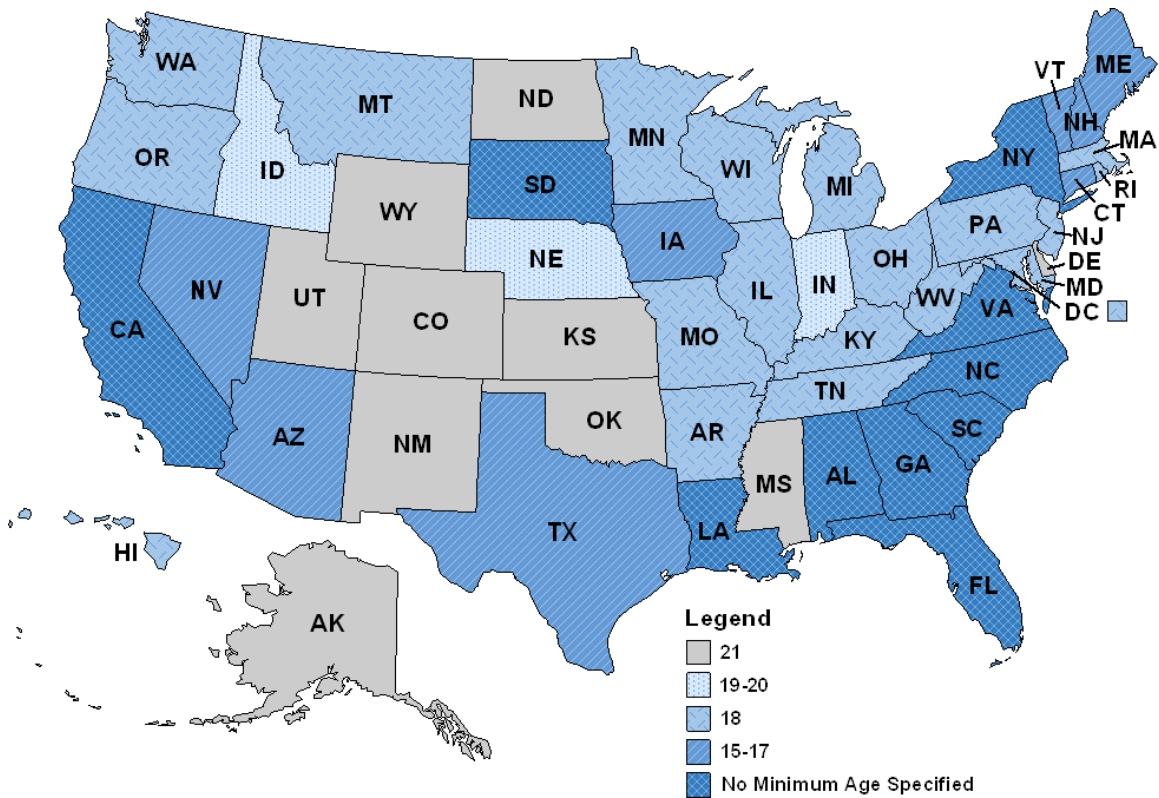 WA
MT
ND
MN
VT
ME
NH
MA
OR
ID
SD
WI
MI
NY
RI
WY
CT
IA
PA
NJ
NE
OH
DE
NV
UT
IL
IN
WV
MD
CO
VA
DC
CA
KS
MO
KY
NC
TN
AZ
OK
AR
SC
NM
GA
MS
AL
TX
LA
HI
FL
AK
Legend
21
19-20
18
15-17
No Minimum Age Specified